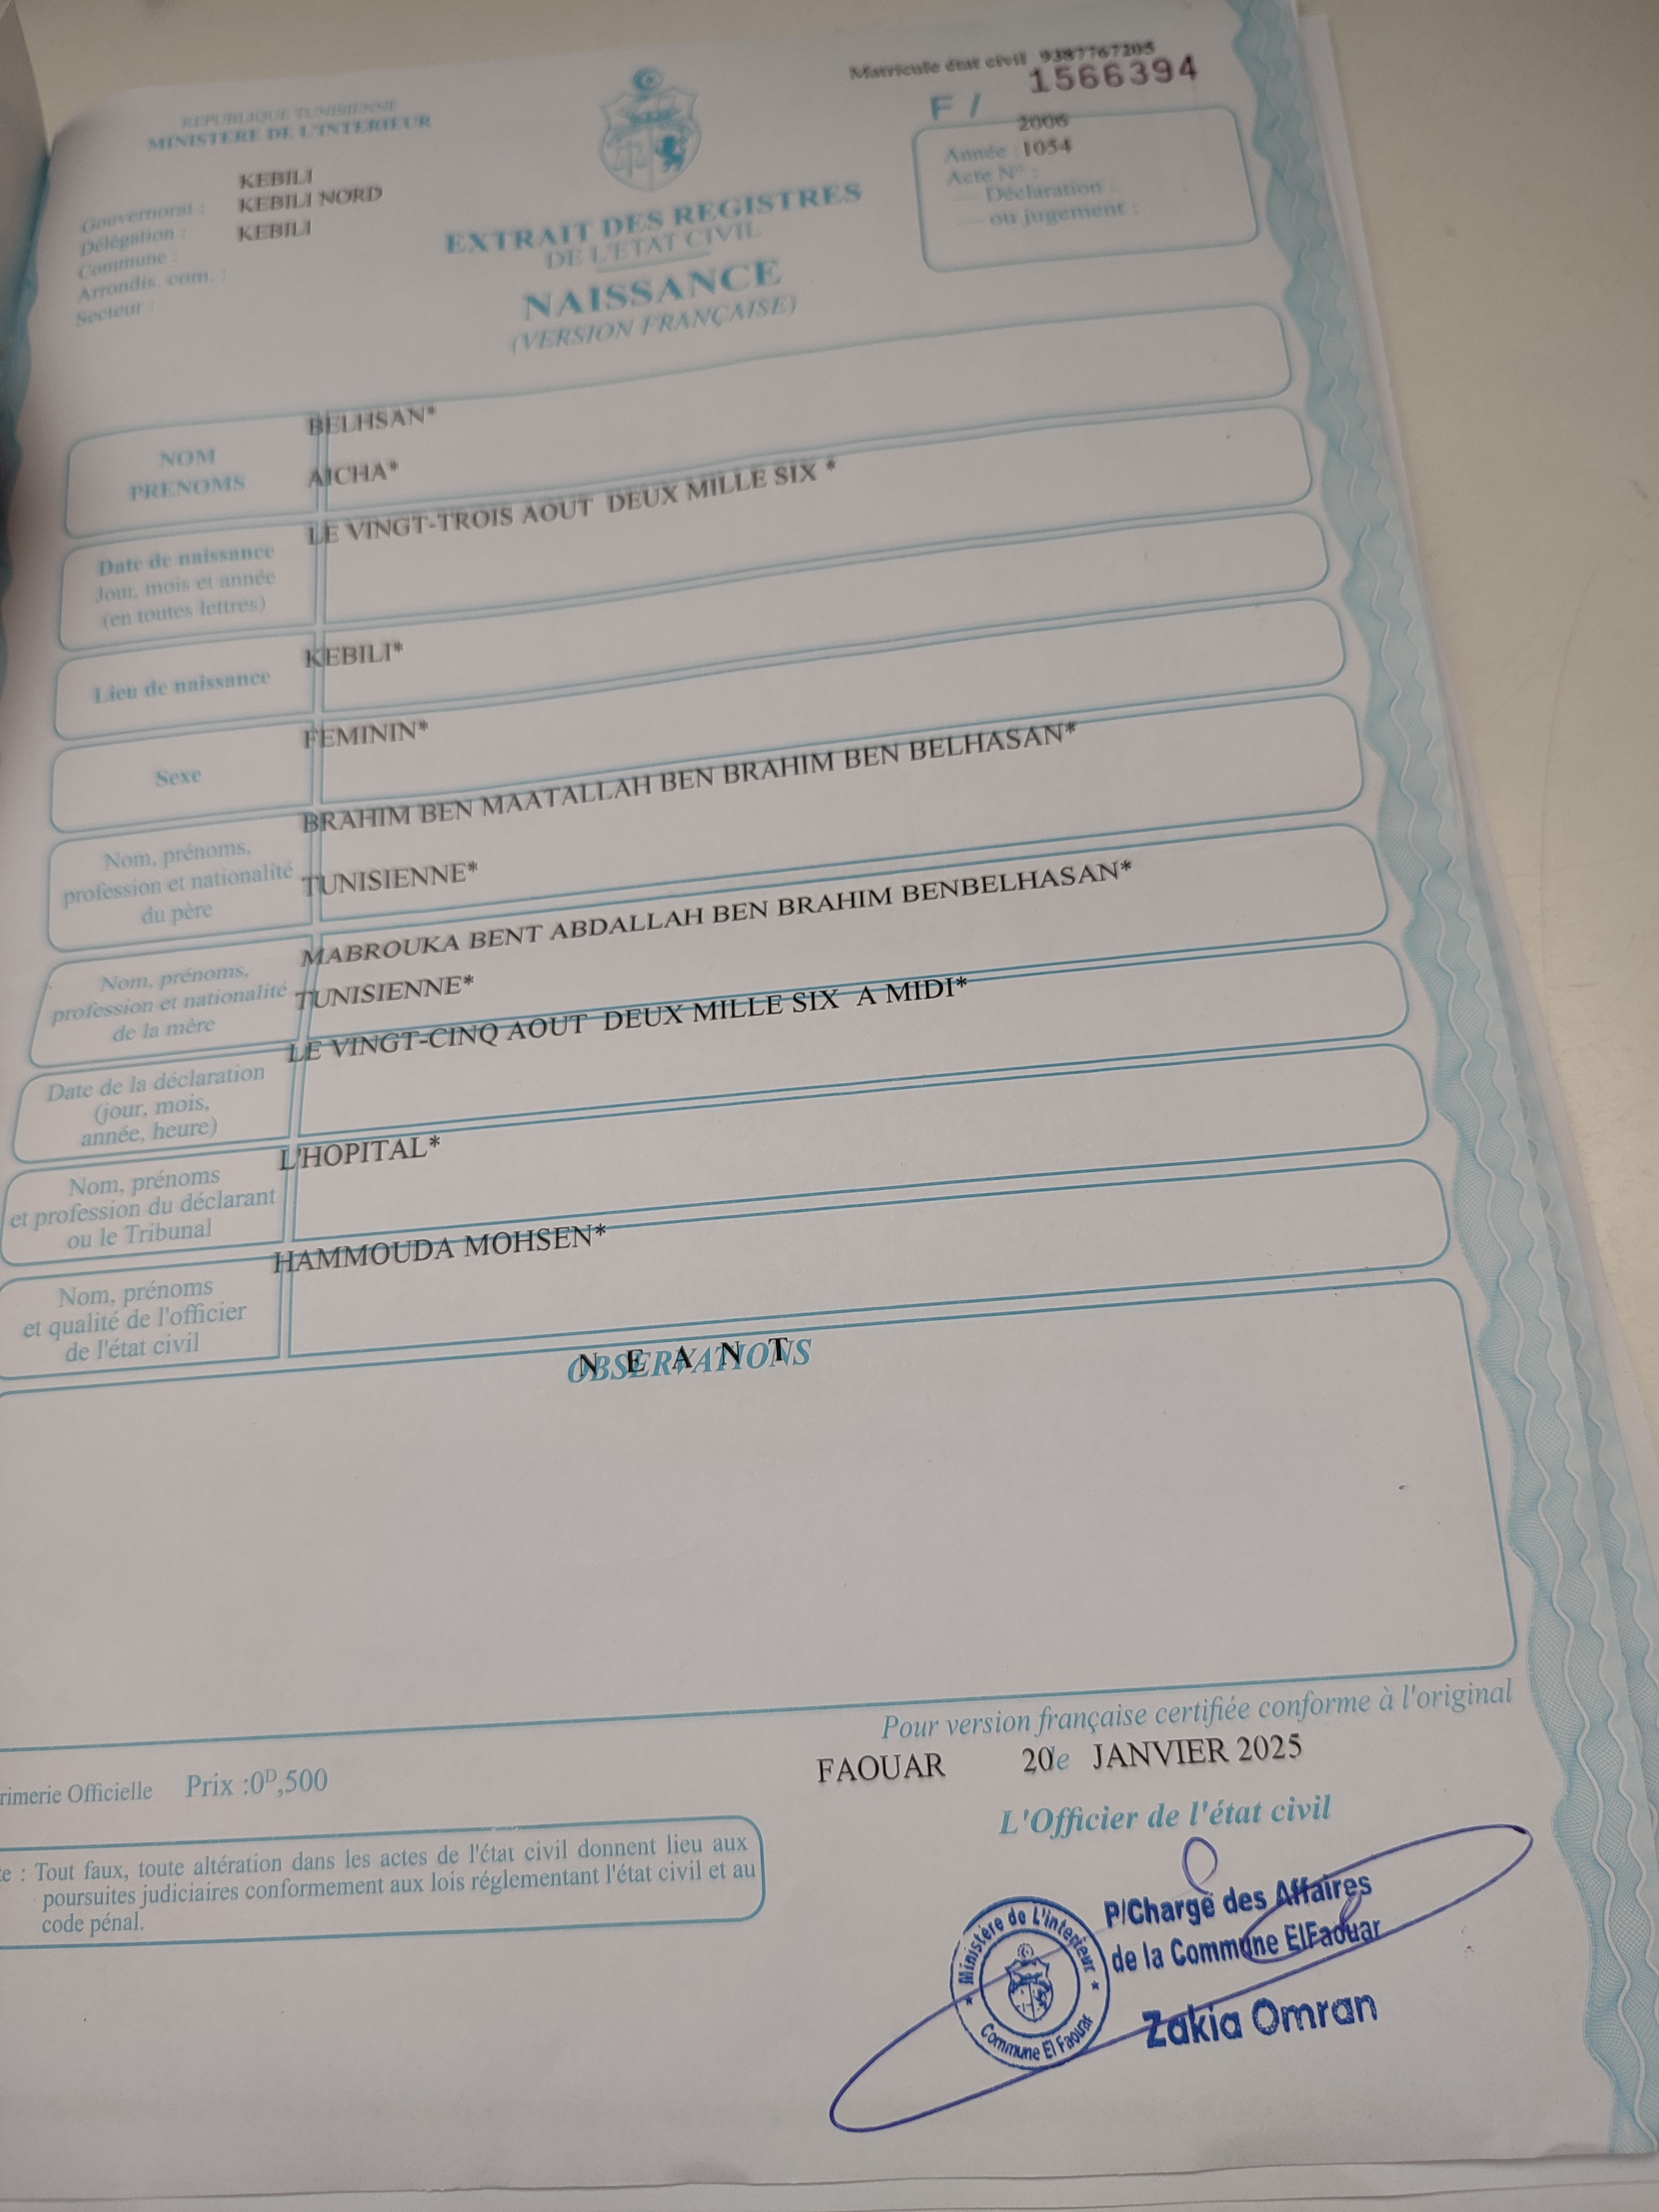 REPUBLIQUE TUNISIENNE
MINISTERE DE L'INTERIEUR
Matricule état civil 9387767205
F / 1566394
Gouvernorat : KEBILI
Délégation : KEBILI NORD
Commune : KEBILI
Arrondis. com. :
Secteur :
EXTRAIT DES REGISTRES
DE L'ETAT CIVIL
NAISSANCE
(VERSION FRANÇAISE)
Année : 2006
Acte N° : 1054
— Déclaration :
— ou jugement :
NOM BELHSAN*
PRENOMS AICHA*
Date de naissance
Jour, mois et année
(en toutes lettres)
LE VINGT-TROIS AOUT DEUX MILLE SIX *
Lieu de naissance KEBILI*
Sexe FEMININ*
Nom, prénoms,
profession et nationalité
du père
BRAHIM BEN MAATALLAH BEN BRAHIM BEN BELHASAN*
TUNISIENNE*
Nom, prénoms,
profession et nationalité
de la mère
MABROUKA BENT ABDALLAH BEN BRAHIM BENBELHASAN*
TUNISIENNE*
Date de la déclaration
(jour, mois,
année, heure)
LE VINGT-CINQ AOUT DEUX MILLE SIX A MIDI*
Nom, prénoms
et profession du déclarant
ou le Tribunal
L'HOPITAL*
Nom, prénoms
et qualité de l'officier
de l'état civil
HAMMOUDA MOHSEN*
OBSERVATIONS
N E A N T
Pour version française certifiée conforme à l'original
FAOUAR 20 e JANVIER 2025
L'Officier de l'état civil
rimerie Officielle Prix :0D,500
e : Tout faux, toute altération dans les actes de l'état civil donnent lieu aux
poursuites judiciaires conformement aux lois réglementant l'état civil et au
code pénal.
P/Chargé des Affaires
de la Commune ElFaouar
Zakia Omran
Ministère de L'interieur
Commune El Faouar